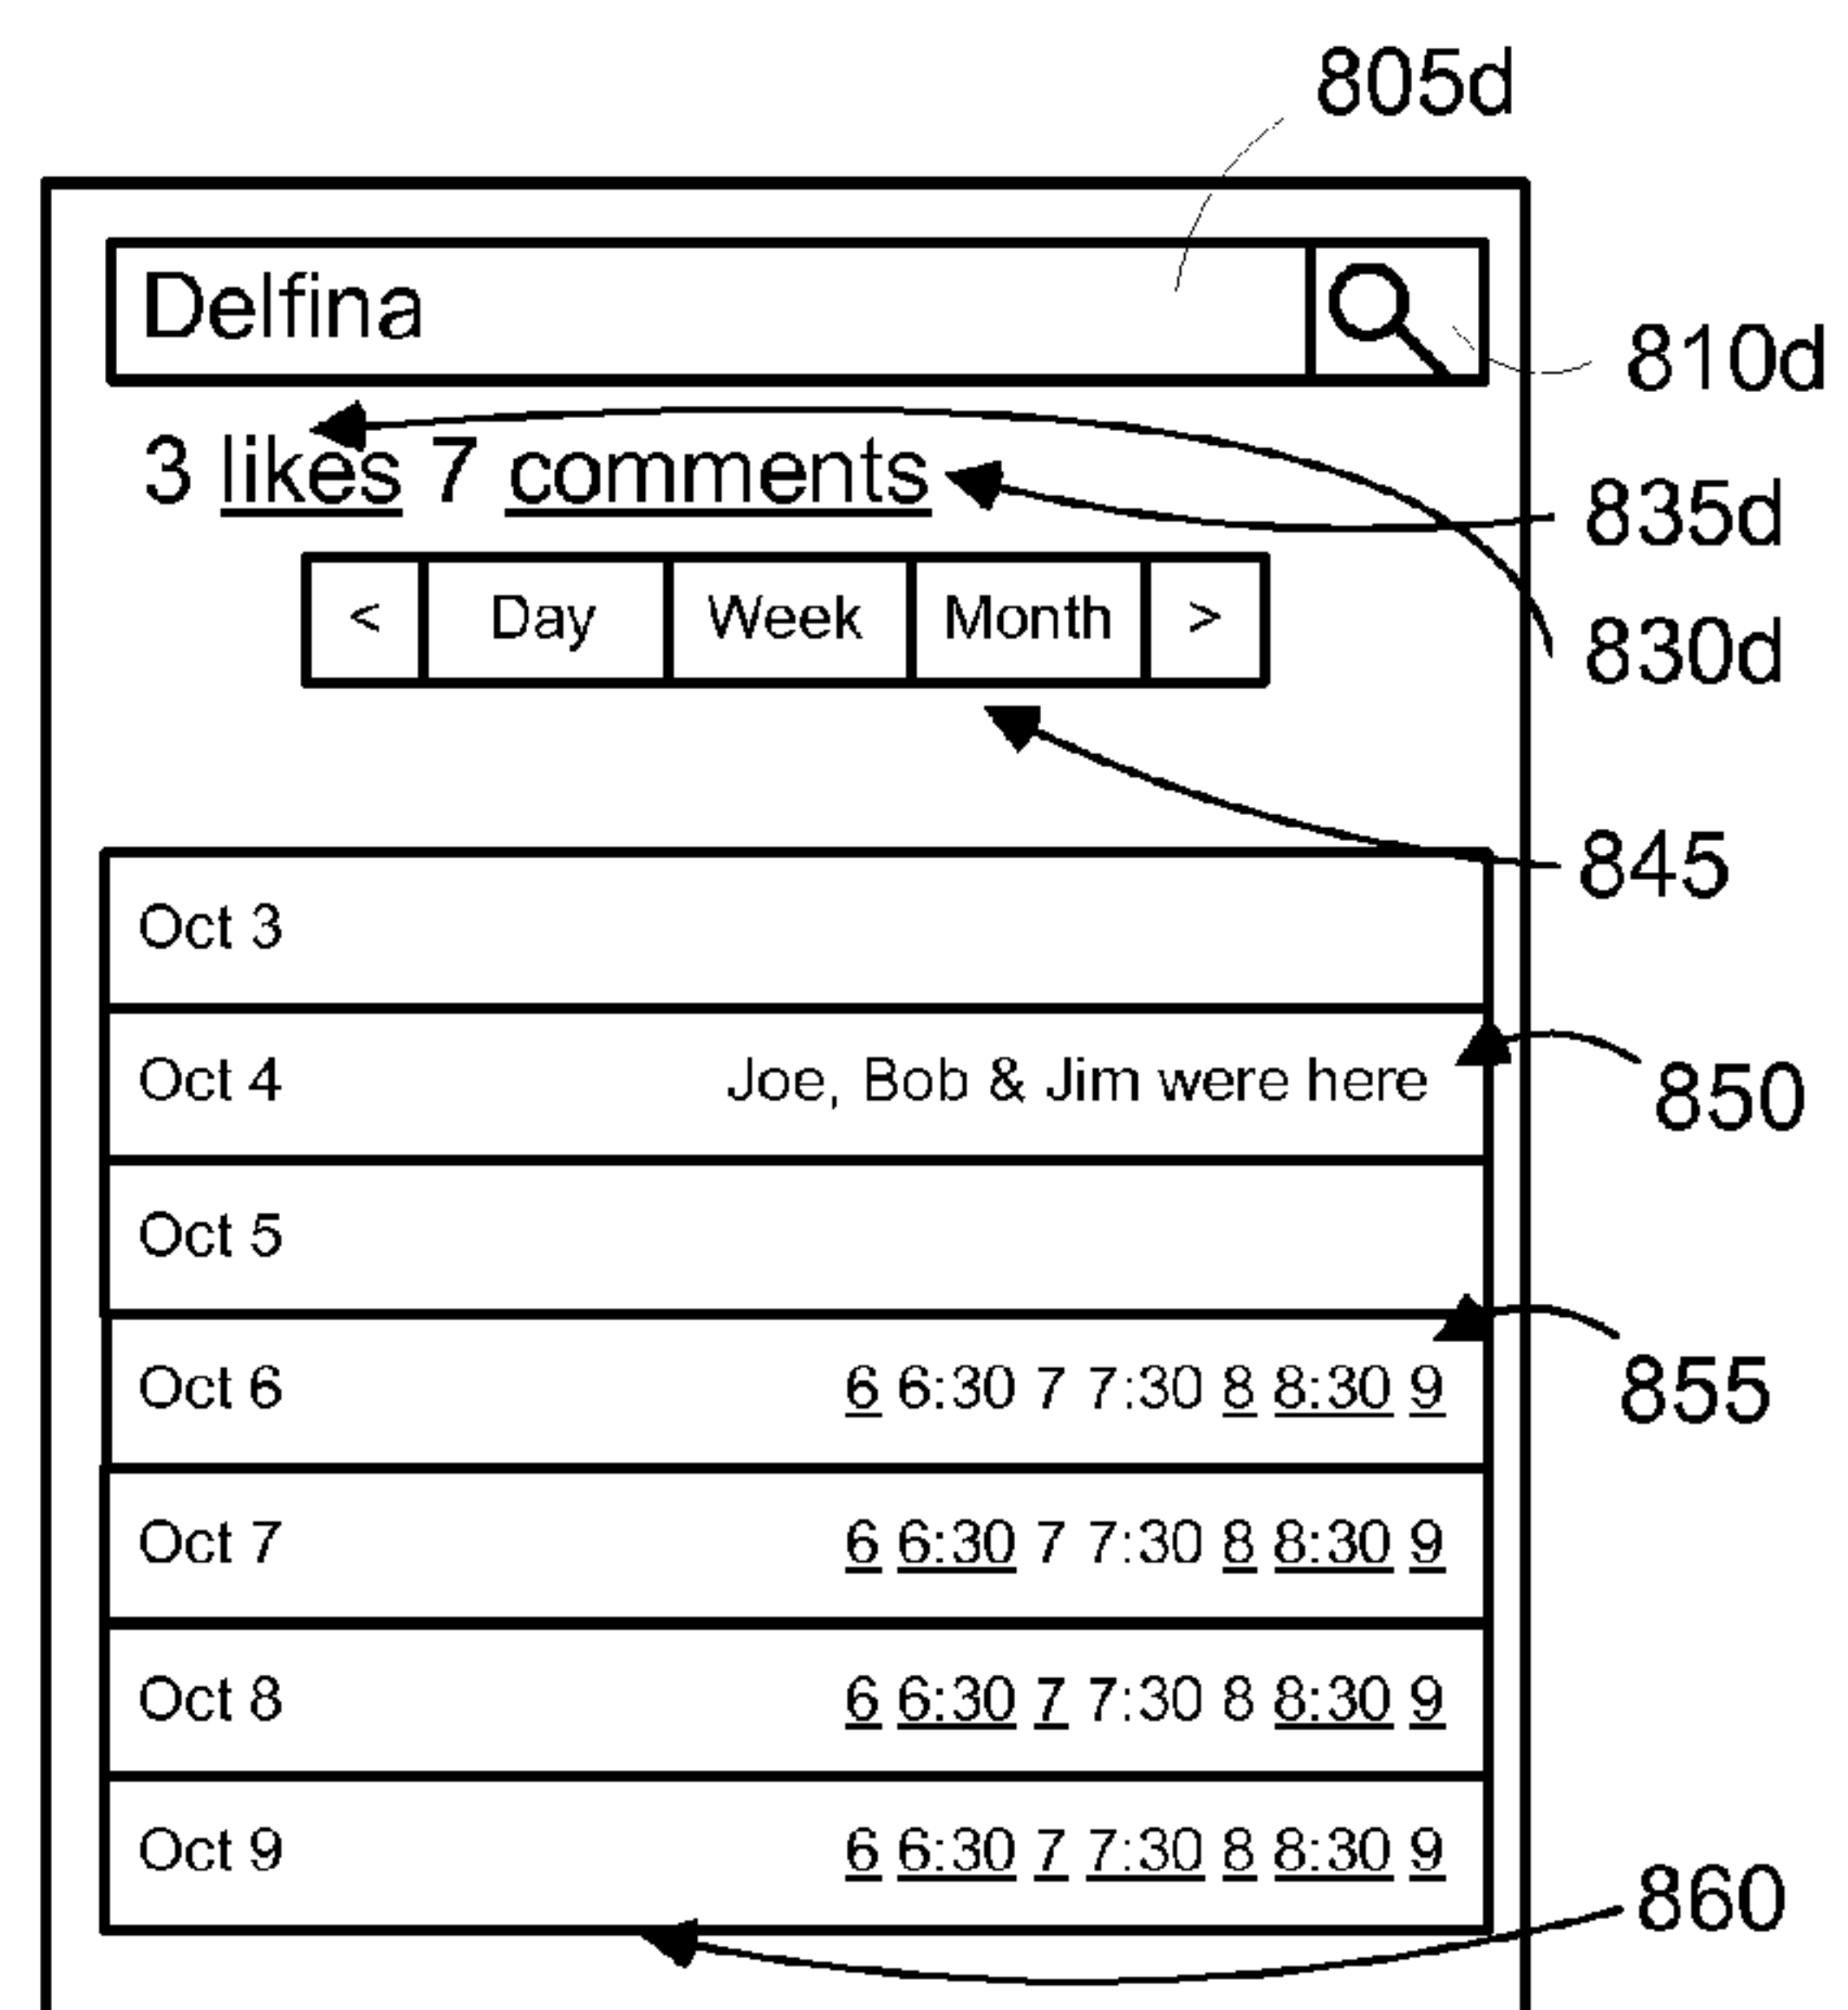 805d
Delfina
810d
3 likes 7 comments
835d
< Day Week Month >
830d
845
Oct 3
Oct 4 Joe, Bob & Jim were here
850
Oct 5
Oct 6 6 6:30 7 7:30 8 8:30 9
855
Oct 7 6 6:30 7 7:30 8 8:30 9
Oct 8 6 6:30 7 7:30 8 8:30 9
Oct 9 6 6:30 7 7:30 8 8:30 9
860